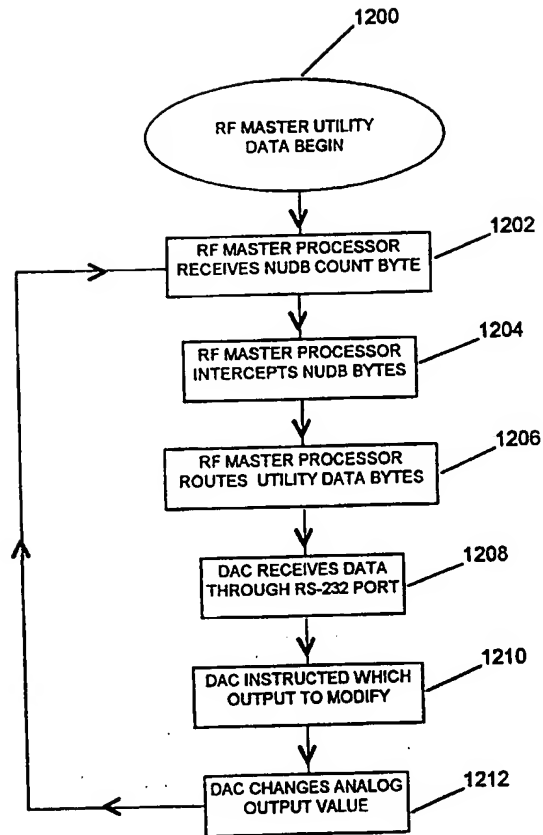 1200
RF MASTER UTILITY
DATA BEGIN
1202
RF MASTER PROCESSOR
RECEIVES NUDB COUNT BYTE
1204
RF MASTER PROCESSOR
INTERCEPTS NUDB BYTES
1206
RF MASTER PROCESSOR
ROUTES UTILITY DATA BYTES
1208
DAC RECEIVES DATA
THROUGH RS-232 PORT
1210
DAC INSTRUCTED WHICH
OUTPUT TO MODIFY
1212
DAC CHANGES ANALOG
OUTPUT VALUE